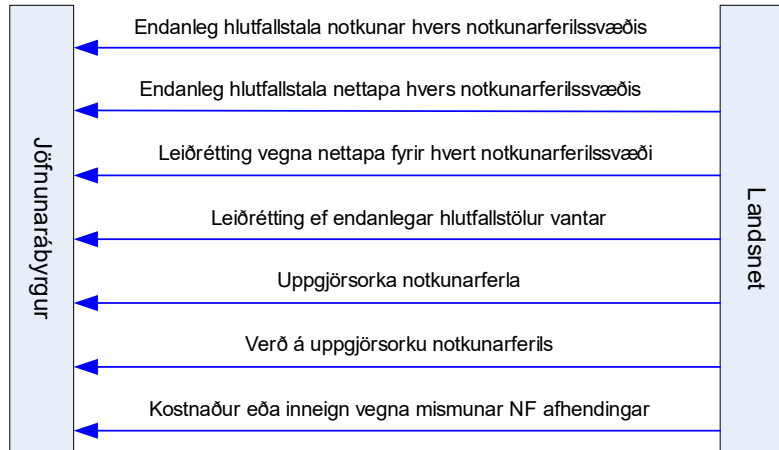 Endanleg hlutfallstala notkunar hvers notkunarferilssvæðis
Endanleg hlutfallstala nettapa hvers notkunarferilssvæðis
Leiðrétting vegna nettapa fyrir hvert notkunarferilssvæði
Leiðrétting ef endanlegar hlutfallstölur vantar
Uppgjörsorka notkunarferla
Verð á uppgjörsorku notkunarferils
Kostnaður eða inneign vegna mismunar NF afhendingar
Jöfnunarábyrgur
Landsnet